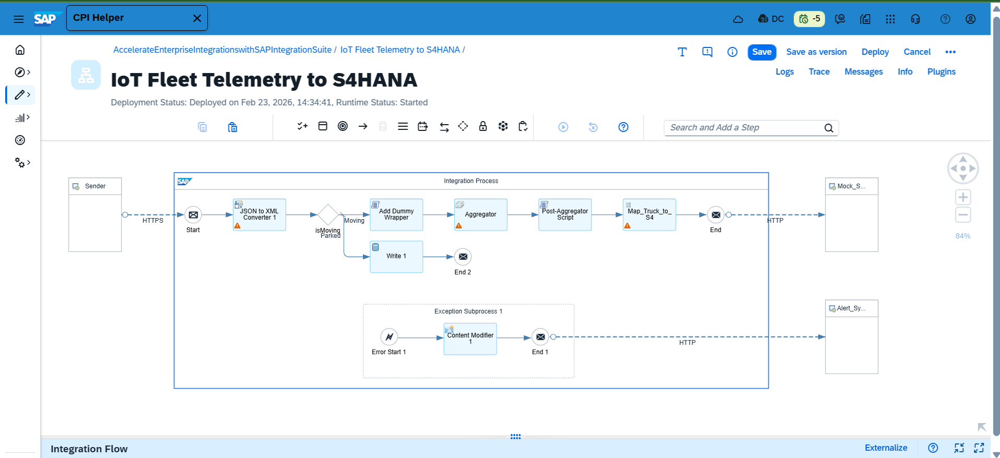 SAP
CPI Helper
DC
-5
AccelerateEnterpriseIntegrationswithSAPIntegrationSuite / IoT Fleet Telemetry to S4HANA /
Save
Save as version
Deploy
Cancel
IoT Fleet Telemetry to S4HANA
Logs
Trace
Messages
Info
Plugins
Deployment Status: Deployed on Feb 23, 2026, 14:34:41, Runtime Status: Started
Search and Add a Step
SAP
Integration Process
Sender
HTTPS
Start
JSON to XML
Converter 1
isMoving
Moving
Parked
Add Dummy
Wrapper
Aggregator
Post-Aggregator
Script
Map_Truck_to_
S4
End
HTTP
Mock_S...
84%
Write 1
End 2
Exception Subprocess 1
Error Start 1
Content Modifier
1
End 1
HTTP
Alert_Sy...
Integration Flow
Externalize